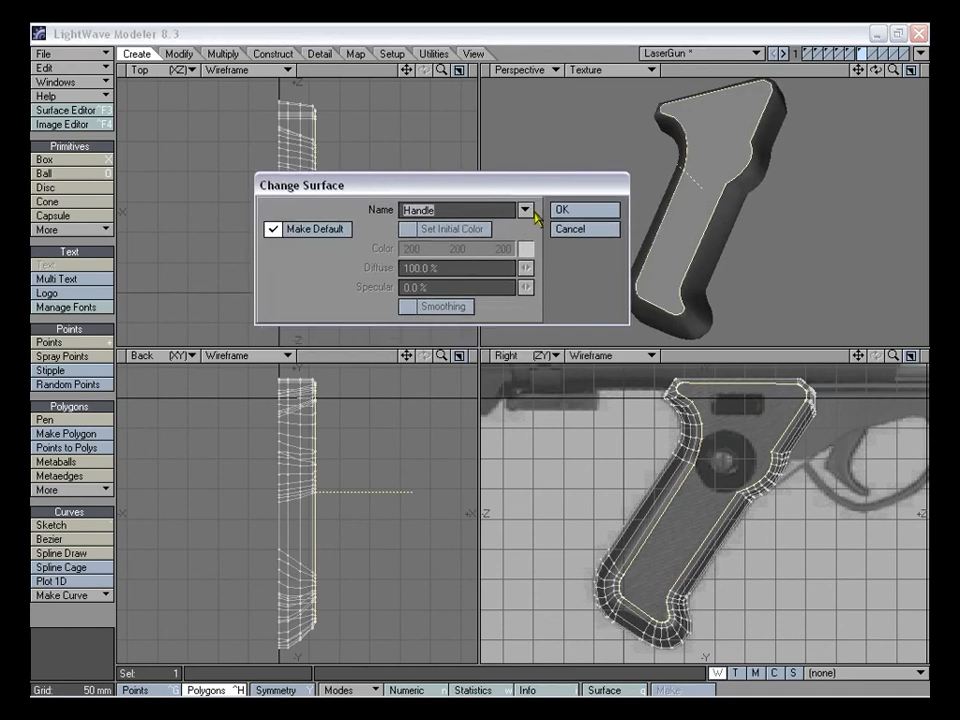 LightWave Modeler 8.3
File Create Modify Multiply Construct Detail Map Setup Utilities View LaserGun * 1
Edit Top (XZ) Wireframe Perspective Texture
Windows
Help
Surface Editor ^F3
Image Editor ^F4
Primitives
Box X
Ball O
Disc
Cone
Capsule
More
Text
Text
Multi Text
Logo
Manage Fonts
Points
Points +
Spray Points
Stipple
Random Points
Polygons
Pen
Make Polygon
Points to Polys
Metaballs
Metaedges
More
Curves
Sketch
Bezier
Spline Draw
Spline Cage
Plot 1D
Make Curve
Change Surface
Name Handle OK
Make Default Set Initial Color Cancel
Color 200 200 200
Diffuse 100.0 %
Specular 0.0 %
Smoothing
Back (XY) Wireframe Right (ZY) Wireframe
Sel: 1 W T M C S (none)
Grid: 50 mm Points ^G Polygons ^H Symmetry Y Modes Numeric n Statistics w Info i Surface q Make